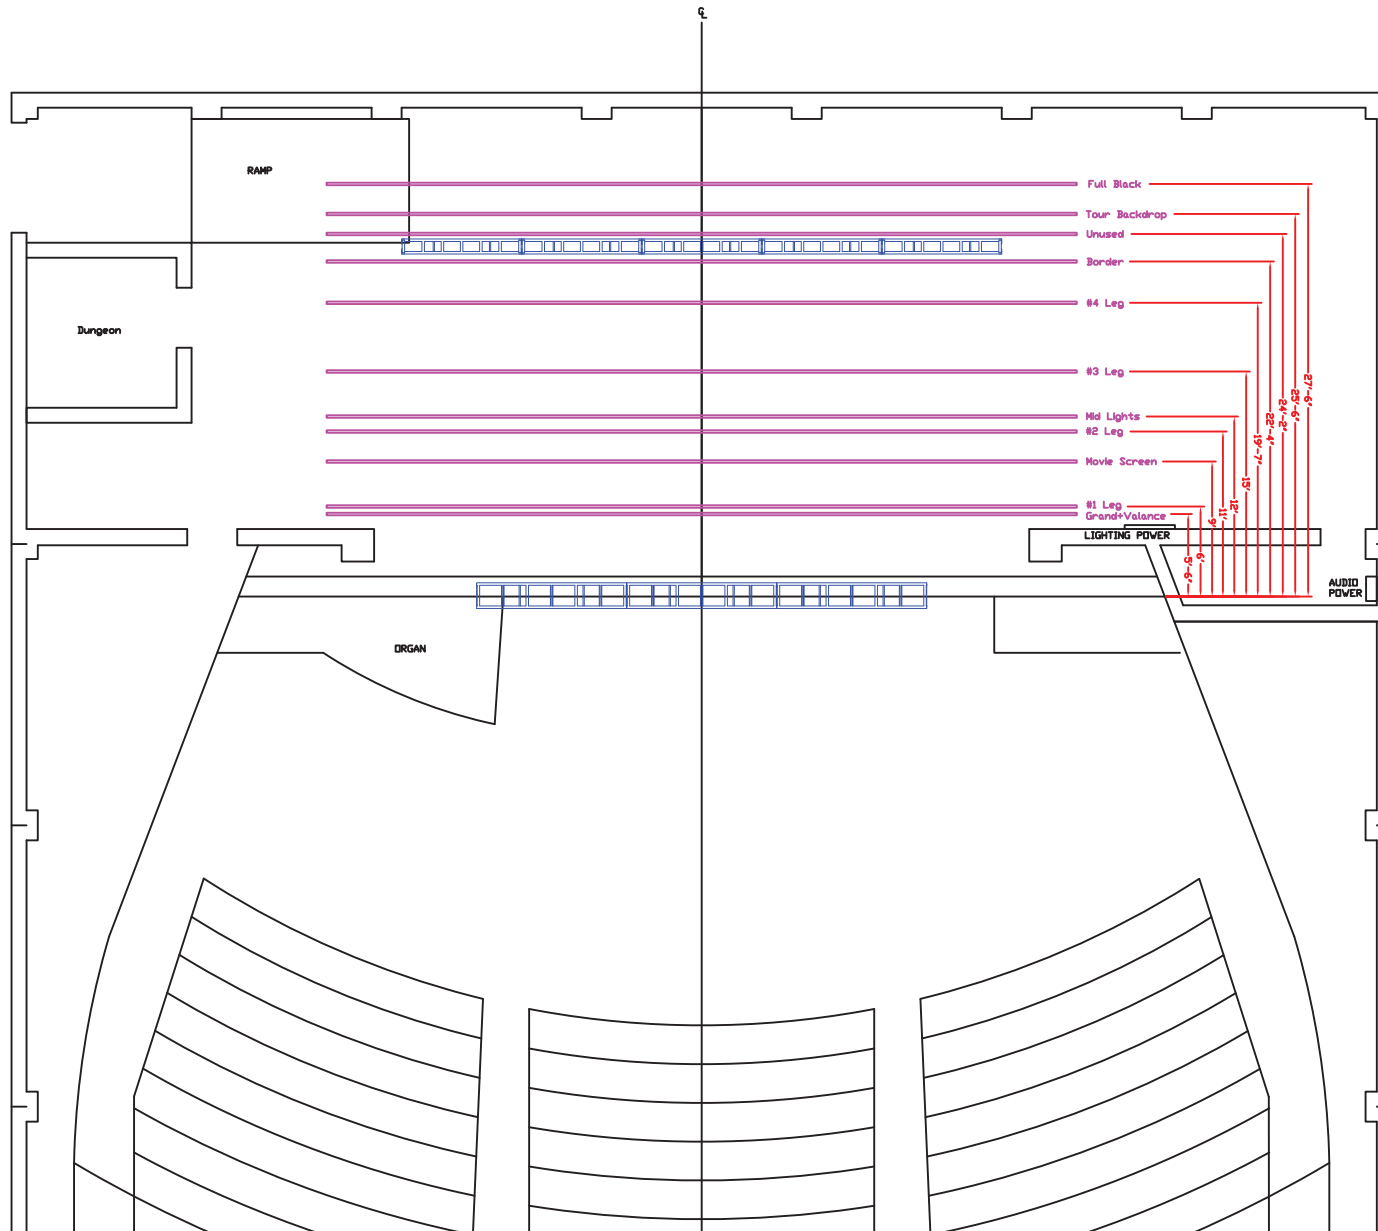 ℄
RAMP
Full Black
Tour Backdrop
Unused
Border
#4 Leg
Dungeon
#3 Leg
Mid Lights
#2 Leg
Movie Screen
#1 Leg
Grand+Valance
27'-6"
25'-6"
24'-2"
22'-4"
19'-7"
15'
12'
11'
9'
6'
5'-6"
LIGHTING POWER
AUDIO
POWER
ORGAN